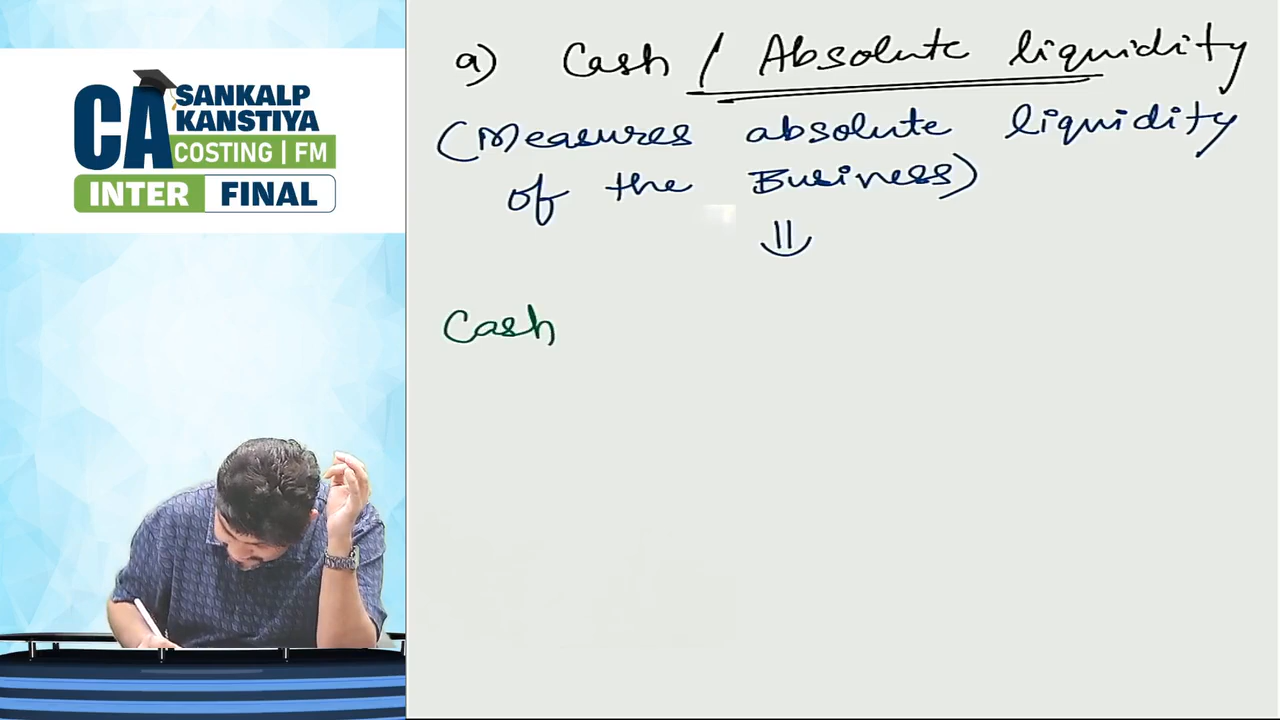 CA SANKALP
KANSTIYA
COSTING | FM
INTER FINAL
a) Cash / Absolute liquidity
(Measures absolute liquidity
of the Business)
Cash